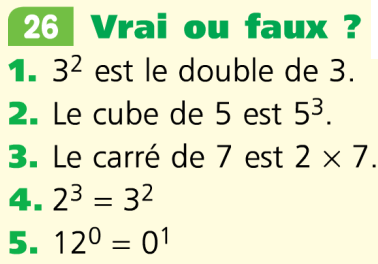 26 Vrai ou faux ?
1. 3² est le double de 3.
2. Le cube de 5 est 5³.
3. Le carré de 7 est 2 × 7.
4. 2³ = 3²
5. 12⁰ = 0¹